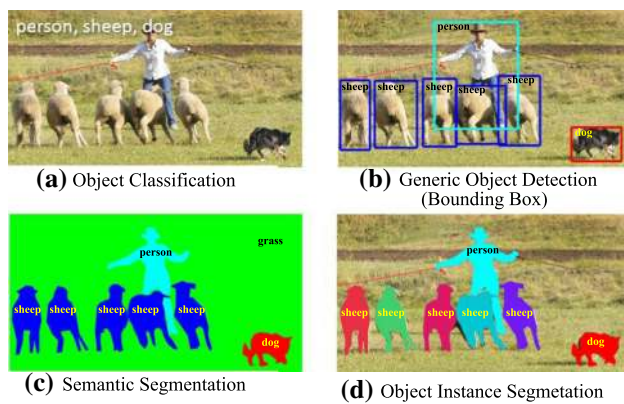 person, sheep, dog
(a) Object Classification
person
sheep
sheep
sheep
sheep
sheep
dog
(b) Generic Object Detection
(Bounding Box)
grass
person
sheep
sheep
sheep
sheep
sheep
dog
(c) Semantic Segmentation
person
sheep
sheep
sheep
sheep
sheep
dog
(d) Object Instance Segmetation